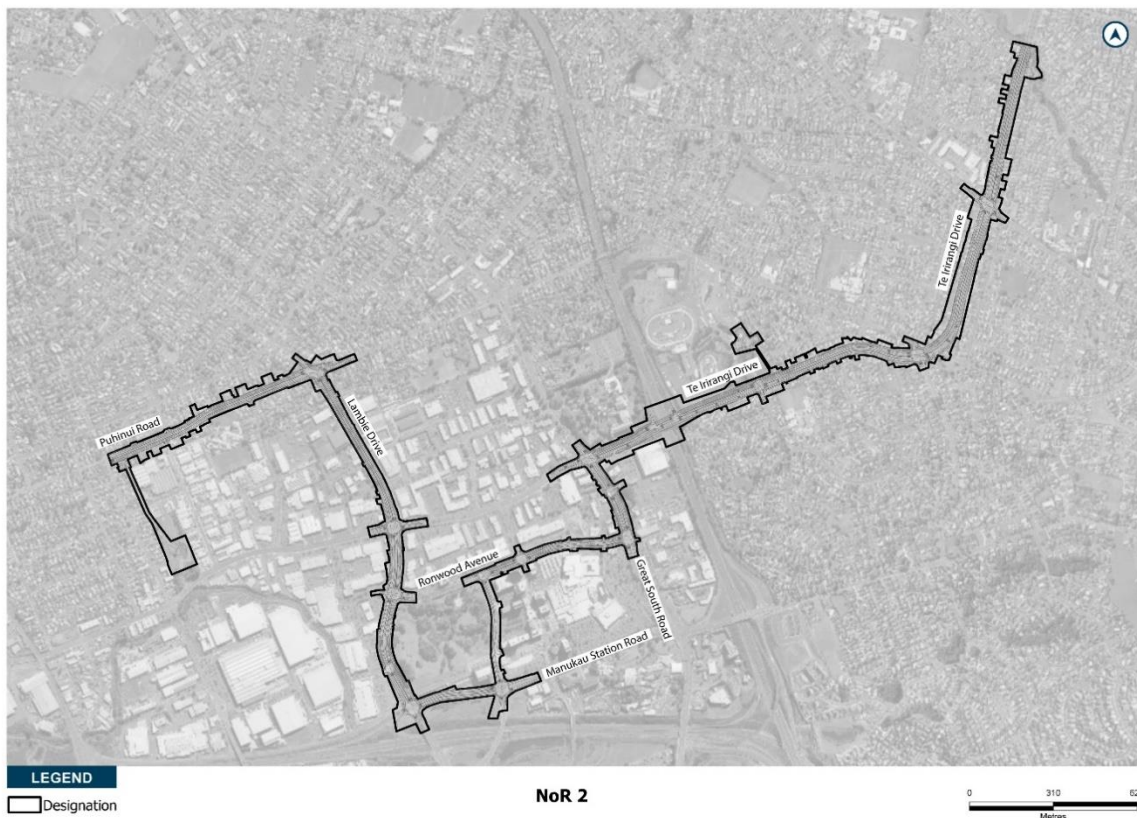 Te Irirangi Drive
Te Irirangi Drive
Lambie Drive
Puhinui Road
Ronwood Avenue
Great South Road
Manukau Station Road
LEGEND
Designation
NoR 2
0 310 62
Metres